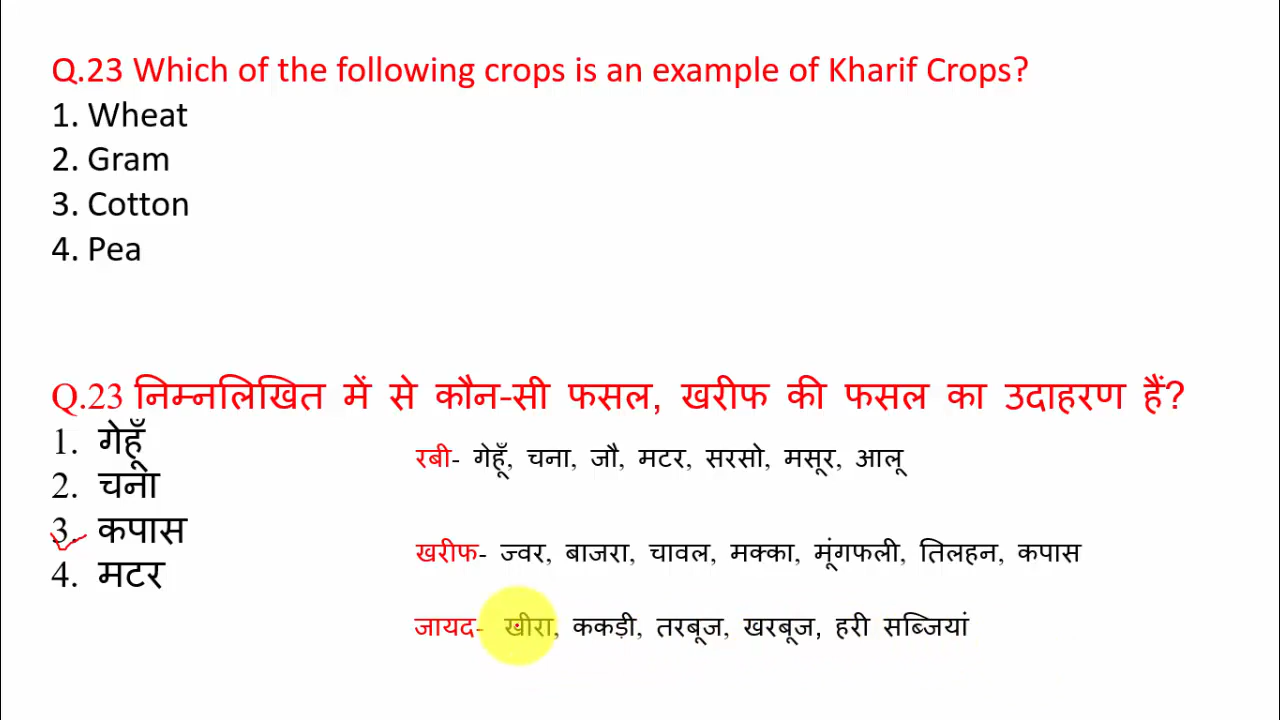 Q.23 Which of the following crops is an example of Kharif Crops?
1. Wheat
2. Gram
3. Cotton
4. Pea
Q.23 निम्नलिखित में से कौन-सी फसल, खरीफ की फसल का उदाहरण हैं?
1. गेहूँ
2. चना
3. कपास
4. मटर
रबी- गेहूँ, चना, जौ, मटर, सरसो, मसूर, आलू
खरीफ- ज्वर, बाजरा, चावल, मक्का, मूंगफली, तिलहन, कपास
जायद- खीरा, ककड़ी, तरबूज, खरबूज, हरी सब्जियां